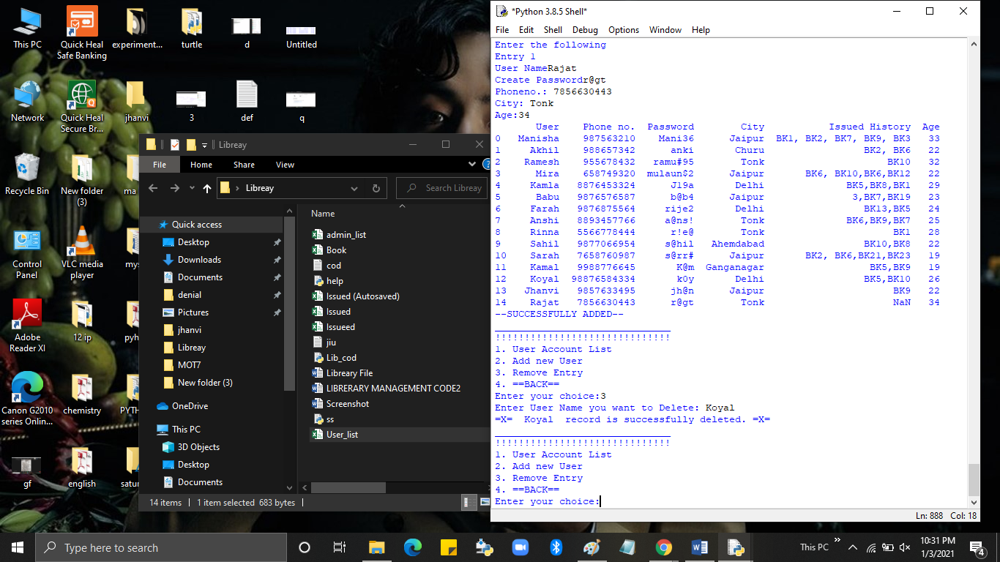 This PC
Quick Heal
Safe Banking
experiment...
turtle
d
Untitled
Network
Quick Heal
Secure Br...
jhanvi
3
def
q
Recycle Bin
New folder
(3)
ma
Control
Panel
VLC media
player
mys
Adobe
Reader XI
12 ip
pyh
Canon G2010
series Onlin...
chemistry
PYTH
gf
english
satur
Libreay
File
Home
Share
View
Libreay
Search Libreay
Quick access
Desktop
Downloads
Documents
denial
Pictures
jhanvi
Libreay
MOT7
New folder (3)
OneDrive
This PC
3D Objects
Desktop
Documents
Name
admin_list
Book
cod
help
Issued (Autosaved)
Issued
Issueed
jiu
Lib_cod
Libreary File
LIBRERARY MANAGEMENT CODE2
Screenshot
ss
User_list
14 items
1 item selected 683 bytes
*Python 3.8.5 Shell*
File Edit Shell Debug Options Window Help
Enter the following
Entry 1
User NameRajat
Create Passwordr@gt
Phoneno.: 7856630443
City: Tonk
Age:34
User Phone no. Password City Issued History Age
0 Manisha 987563210 Mani36 Jaipur BK1, BK2, BK7, BK9, BK3 33
1 Akhil 988657342 anki Churu BK2, BK6 22
2 Ramesh 955678432 ramu#95 Tonk BK10 32
3 Mira 658749320 mulaun$2 Jaipur BK6, BK10,BK6,BK12 22
4 Kamla 8876453324 J19a Delhi BK5,BK8,BK1 29
5 Babu 9876576587 b@b4 Jaipur 3,BK7,BK19 23
6 Farah 9876875564 rije2 Delhi BK13,BK5 24
7 Anshi 8893457766 a@ns! Tonk BK6,BK9,BK7 25
8 Rinna 5566778444 r!e@ Tonk BK1 28
9 Sahil 9877066954 s@hil Ahemdabad BK10,BK8 22
10 Sarah 7658760987 s@rr# Jaipur BK2, BK6,BK21,BK23 19
11 Kamal 9988776645 K@m Ganganagar BK5,BK9 19
12 Koyal 98876584334 k0y Delhi BK5,BK10 26
13 Jhanvi 9857633495 jh@n Jaipur BK9 22
14 Rajat 7856630443 r@gt Tonk NaN 34
--SUCCESSFULLY ADDED--
______________________________
!!!!!!!!!!!!!!!!!!!!!!!!!!!!!!
1. User Account List
2. Add new User
3. Remove Entry
4. ==BACK==
Enter your choice:3
Enter User Name you want to Delete: Koyal
=X= Koyal record is successfully deleted. =X=
______________________________
!!!!!!!!!!!!!!!!!!!!!!!!!!!!!!
1. User Account List
2. Add new User
3. Remove Entry
4. ==BACK==
Enter your choice:
Ln: 888 Col: 18
Type here to search
This PC
10:31 PM
1/3/2021
4